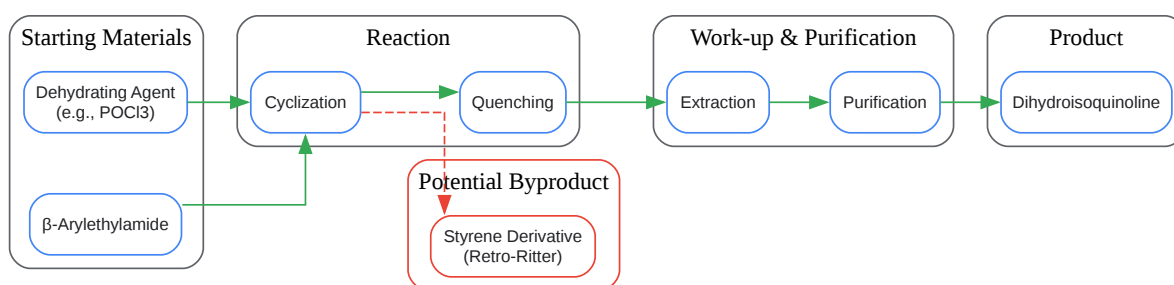 Starting Materials
Dehydrating Agent
(e.g., POCl3)
β-Arylethylamide
Reaction
Cyclization
Quenching
Potential Byproduct
Styrene Derivative
(Retro-Ritter)
Work-up & Purification
Extraction
Purification
Product
Dihydroisoquinoline